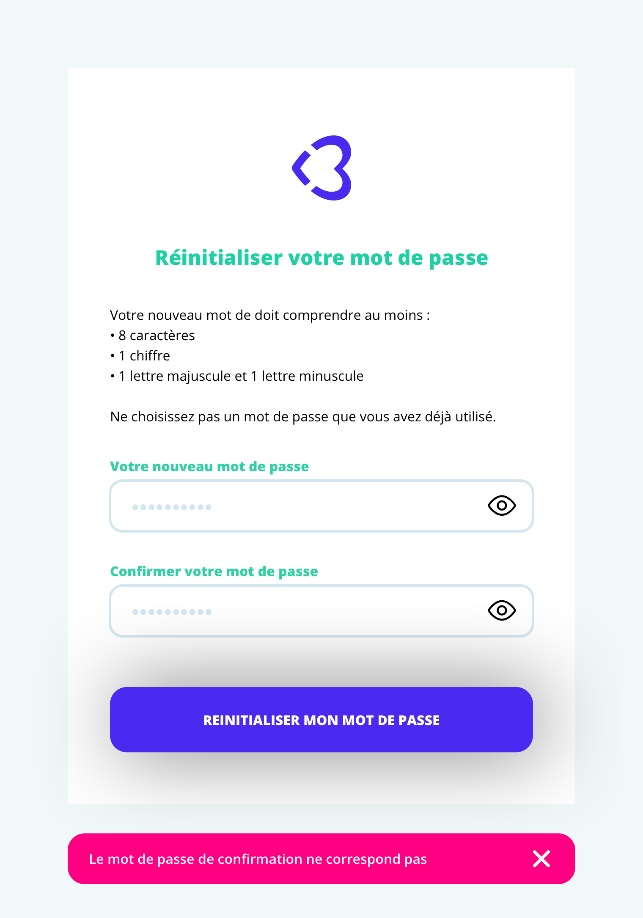 Réinitialiser votre mot de passe
Votre nouveau mot de doit comprendre au moins :
• 8 caractères
• 1 chiffre
• 1 lettre majuscule et 1 lettre minuscule
Ne choisissez pas un mot de passe que vous avez déjà utilisé.
Votre nouveau mot de passe
••••••••••
Confirmer votre mot de passe
••••••••••
REINITIALISER MON MOT DE PASSE
Le mot de passe de confirmation ne correspond pas